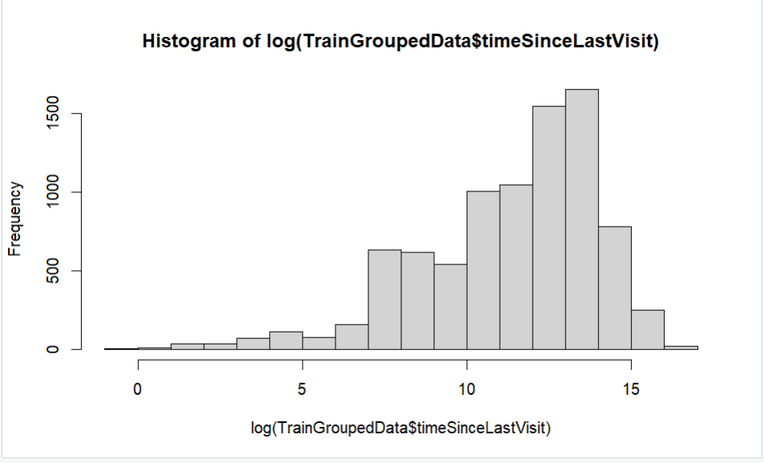 Histogram of log(TrainGroupedData$timeSinceLastVisit)
Frequency
1500
1000
500
0
0 5 10 15
log(TrainGroupedData$timeSinceLastVisit)